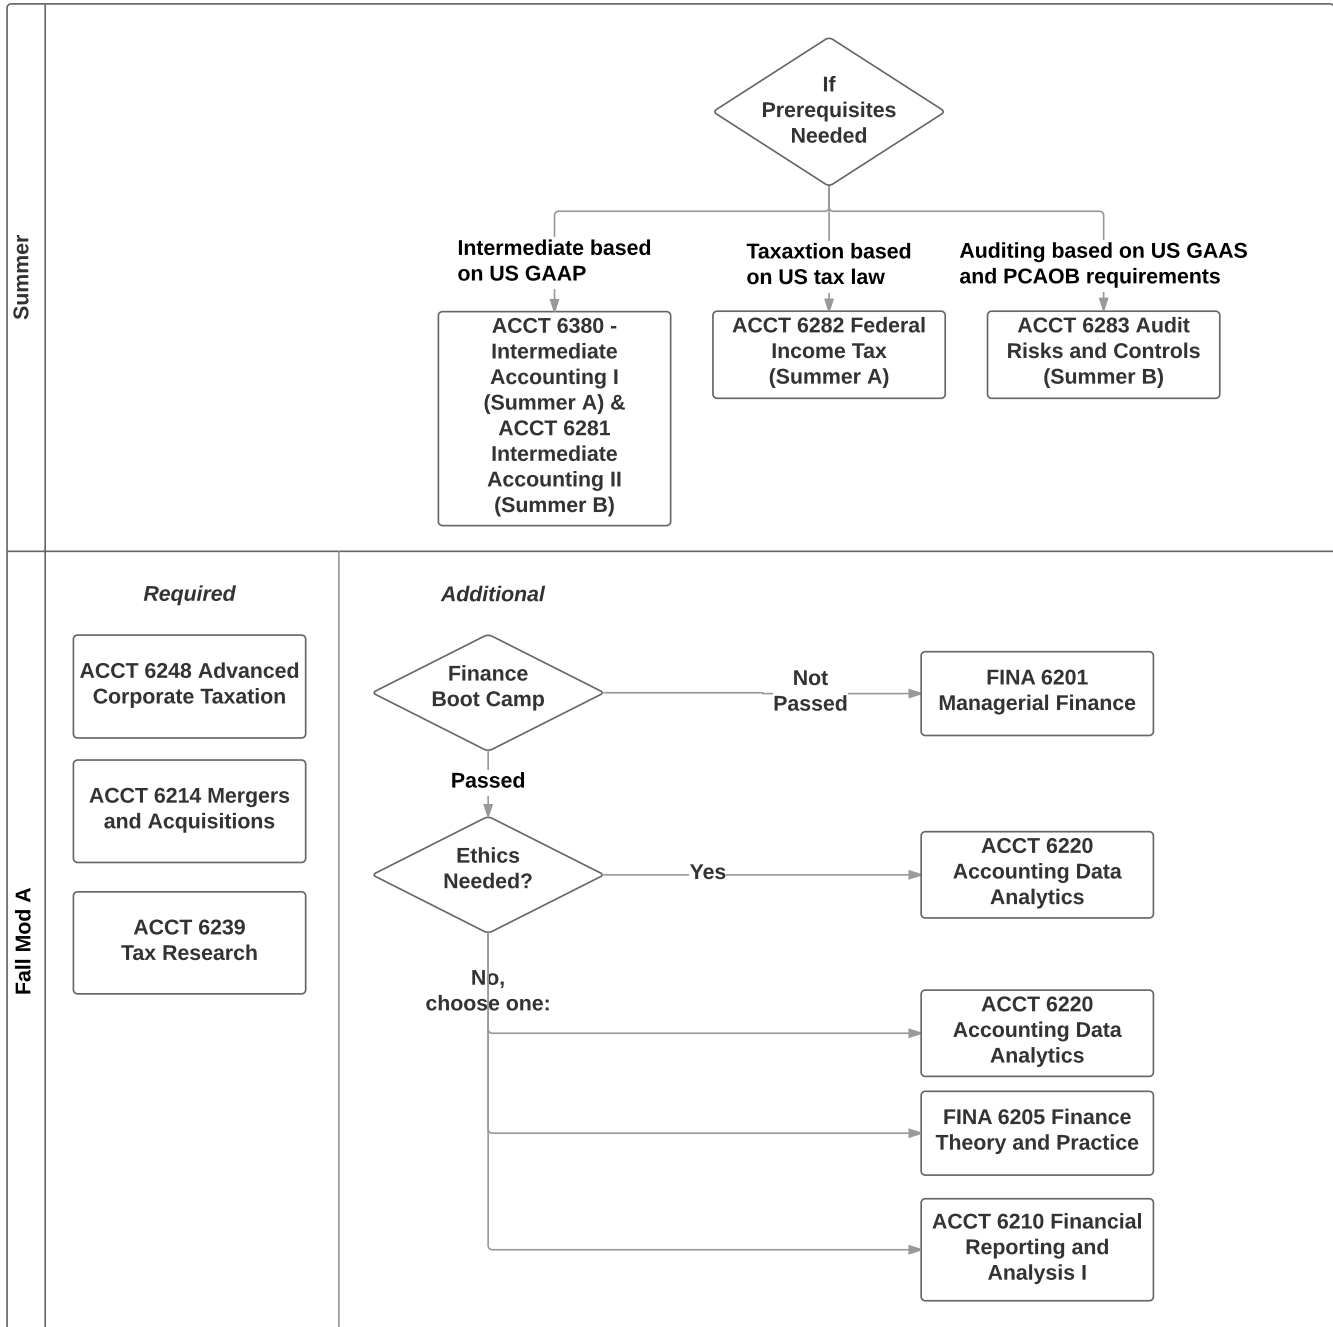 Summer
If
Prerequisites
Needed
Intermediate based
on US GAAP
Taxaxtion based
on US tax law
Auditing based on US GAAS
and PCAOB requirements
ACCT 6380 -
Intermediate
Accounting I
(Summer A) &
ACCT 6281
Intermediate
Accounting II
(Summer B)
ACCT 6282 Federal
Income Tax
(Summer A)
ACCT 6283 Audit
Risks and Controls
(Summer B)
Fall Mod A
Required
ACCT 6248 Advanced
Corporate Taxation
ACCT 6214 Mergers
and Acquisitions
ACCT 6239
Tax Research
Additional
Finance
Boot Camp
Not
Passed
FINA 6201
Managerial Finance
Passed
Ethics
Needed?
Yes
ACCT 6220
Accounting Data
Analytics
No,
choose one:
ACCT 6220
Accounting Data
Analytics
FINA 6205 Finance
Theory and Practice
ACCT 6210 Financial
Reporting and
Analysis I